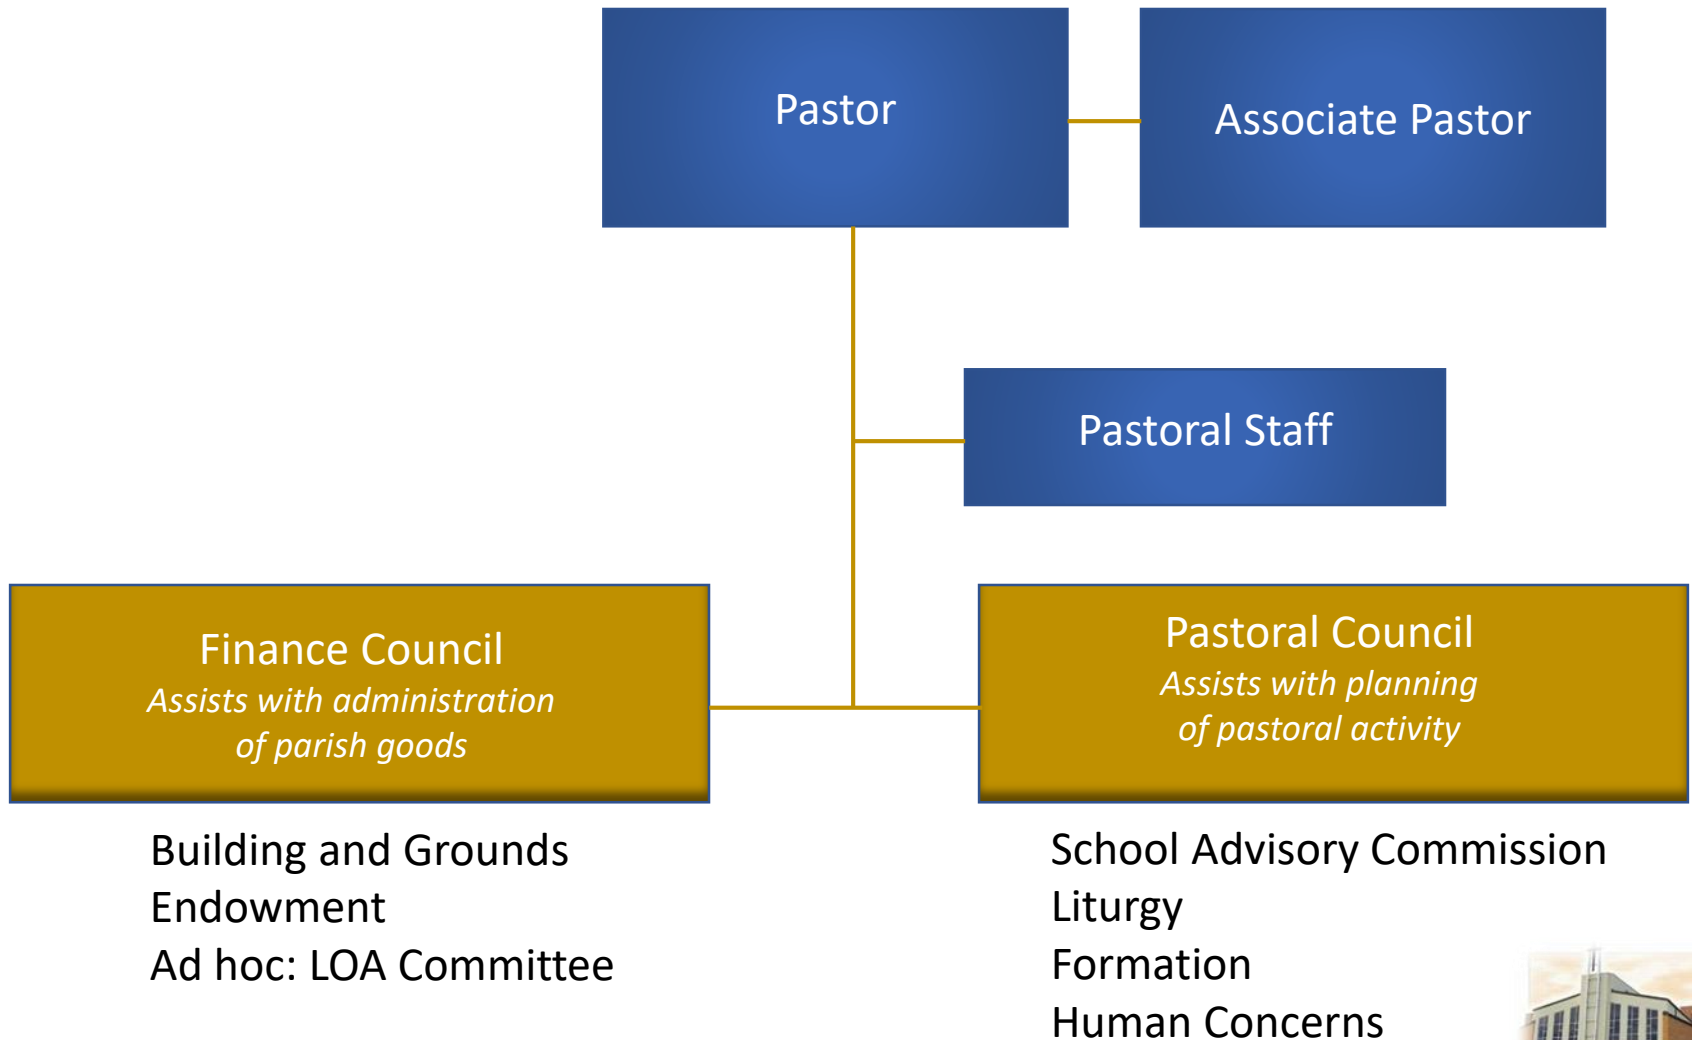 Pastor
Associate Pastor
Pastoral Staff
Finance Council
Assists with administration
of parish goods
Pastoral Council
Assists with planning
of pastoral activity
Building and Grounds
Endowment
Ad hoc: LOA Committee
School Advisory Commission
Liturgy
Formation
Human Concerns